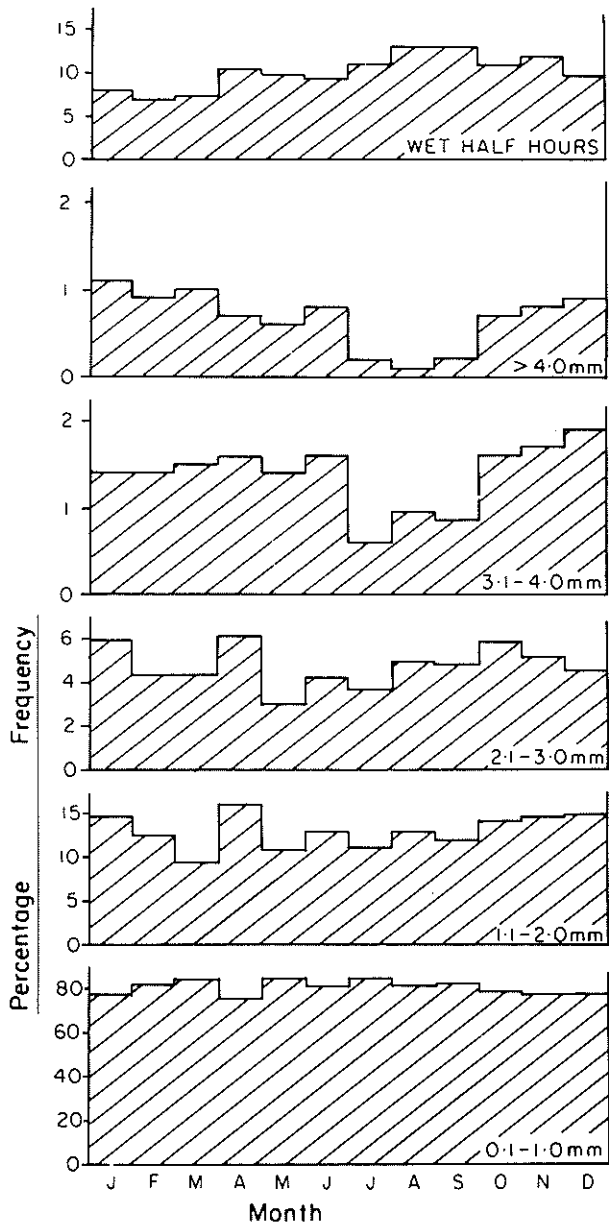 15
10
5
0
WET HALF HOURS
2
1
0
>4·0mm
2
1
0
3·1-4·0mm
6
4
2
0
2·1-3·0mm
15
10
5
0
1·1-2·0mm
80
60
40
20
0
0·1-1·0mm
J F M A M J J A S O N D
Month
Percentage Frequency